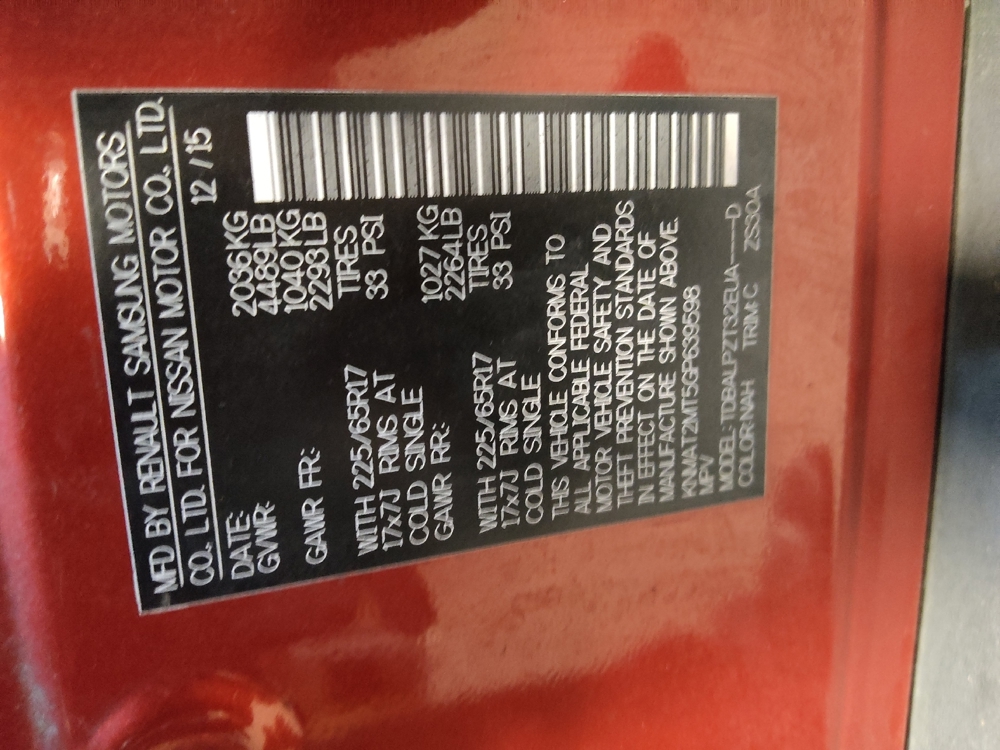 MFD BY RENAULT SAMSUNG MOTORS
CO., LTD. FOR NISSAN MOTOR CO., LTD.
DATE: 12 / 15
GVWR: 2036KG
4489LB
GAWR FR: 1040KG
2293LB
WITH 225/65R17 TIRES
17x7J RIMS AT 33 PSI
COLD SINGLE
GAWR RR: 1027KG
2264LB
WITH 225/65R17 TIRES
17x7J RIMS AT 33 PSI
COLD SINGLE
THIS VEHICLE CONFORMS TO
ALL APPLICABLE FEDERAL
MOTOR VEHICLE SAFETY AND
THEFT PREVENTION STANDARDS
IN EFFECT ON THE DATE OF
MANUFACTURE SHOWN ABOVE.
KNMAT2MT5GP639598
MPV
MODEL:TDBALPZT32EUA-----D
COLOR:NAH TRIM: C ZS30A